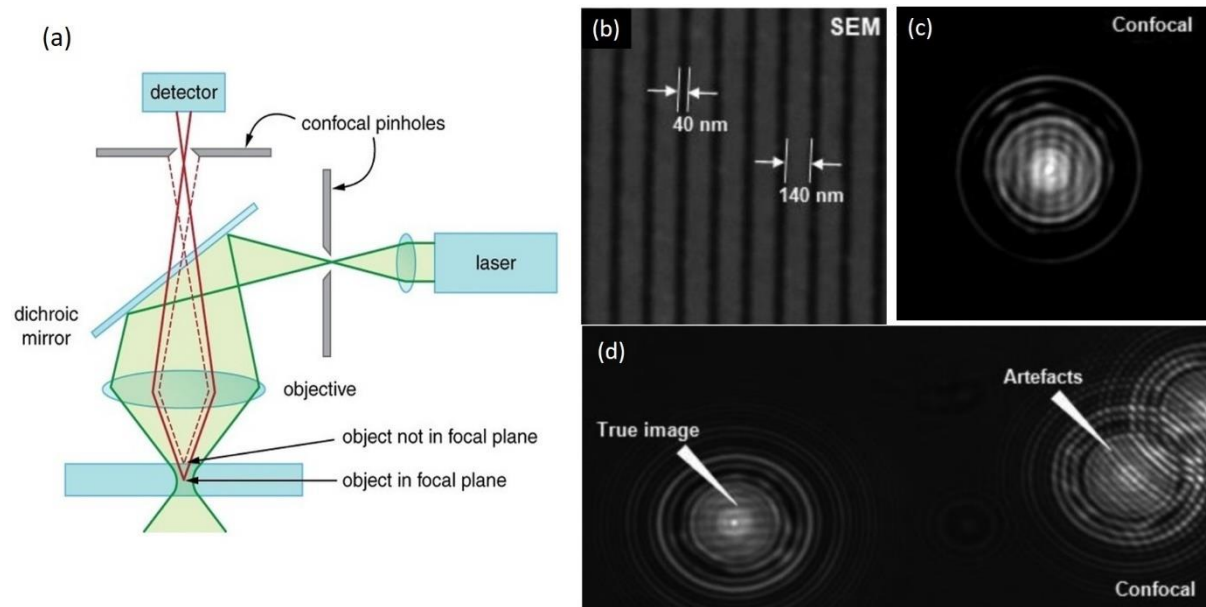 (a)
detector
confocal pinholes
laser
dichroic
mirror
objective
object not in focal plane
object in focal plane
(b)
SEM
40 nm
140 nm
(c)
Confocal
(d)
True image
Artefacts
Confocal